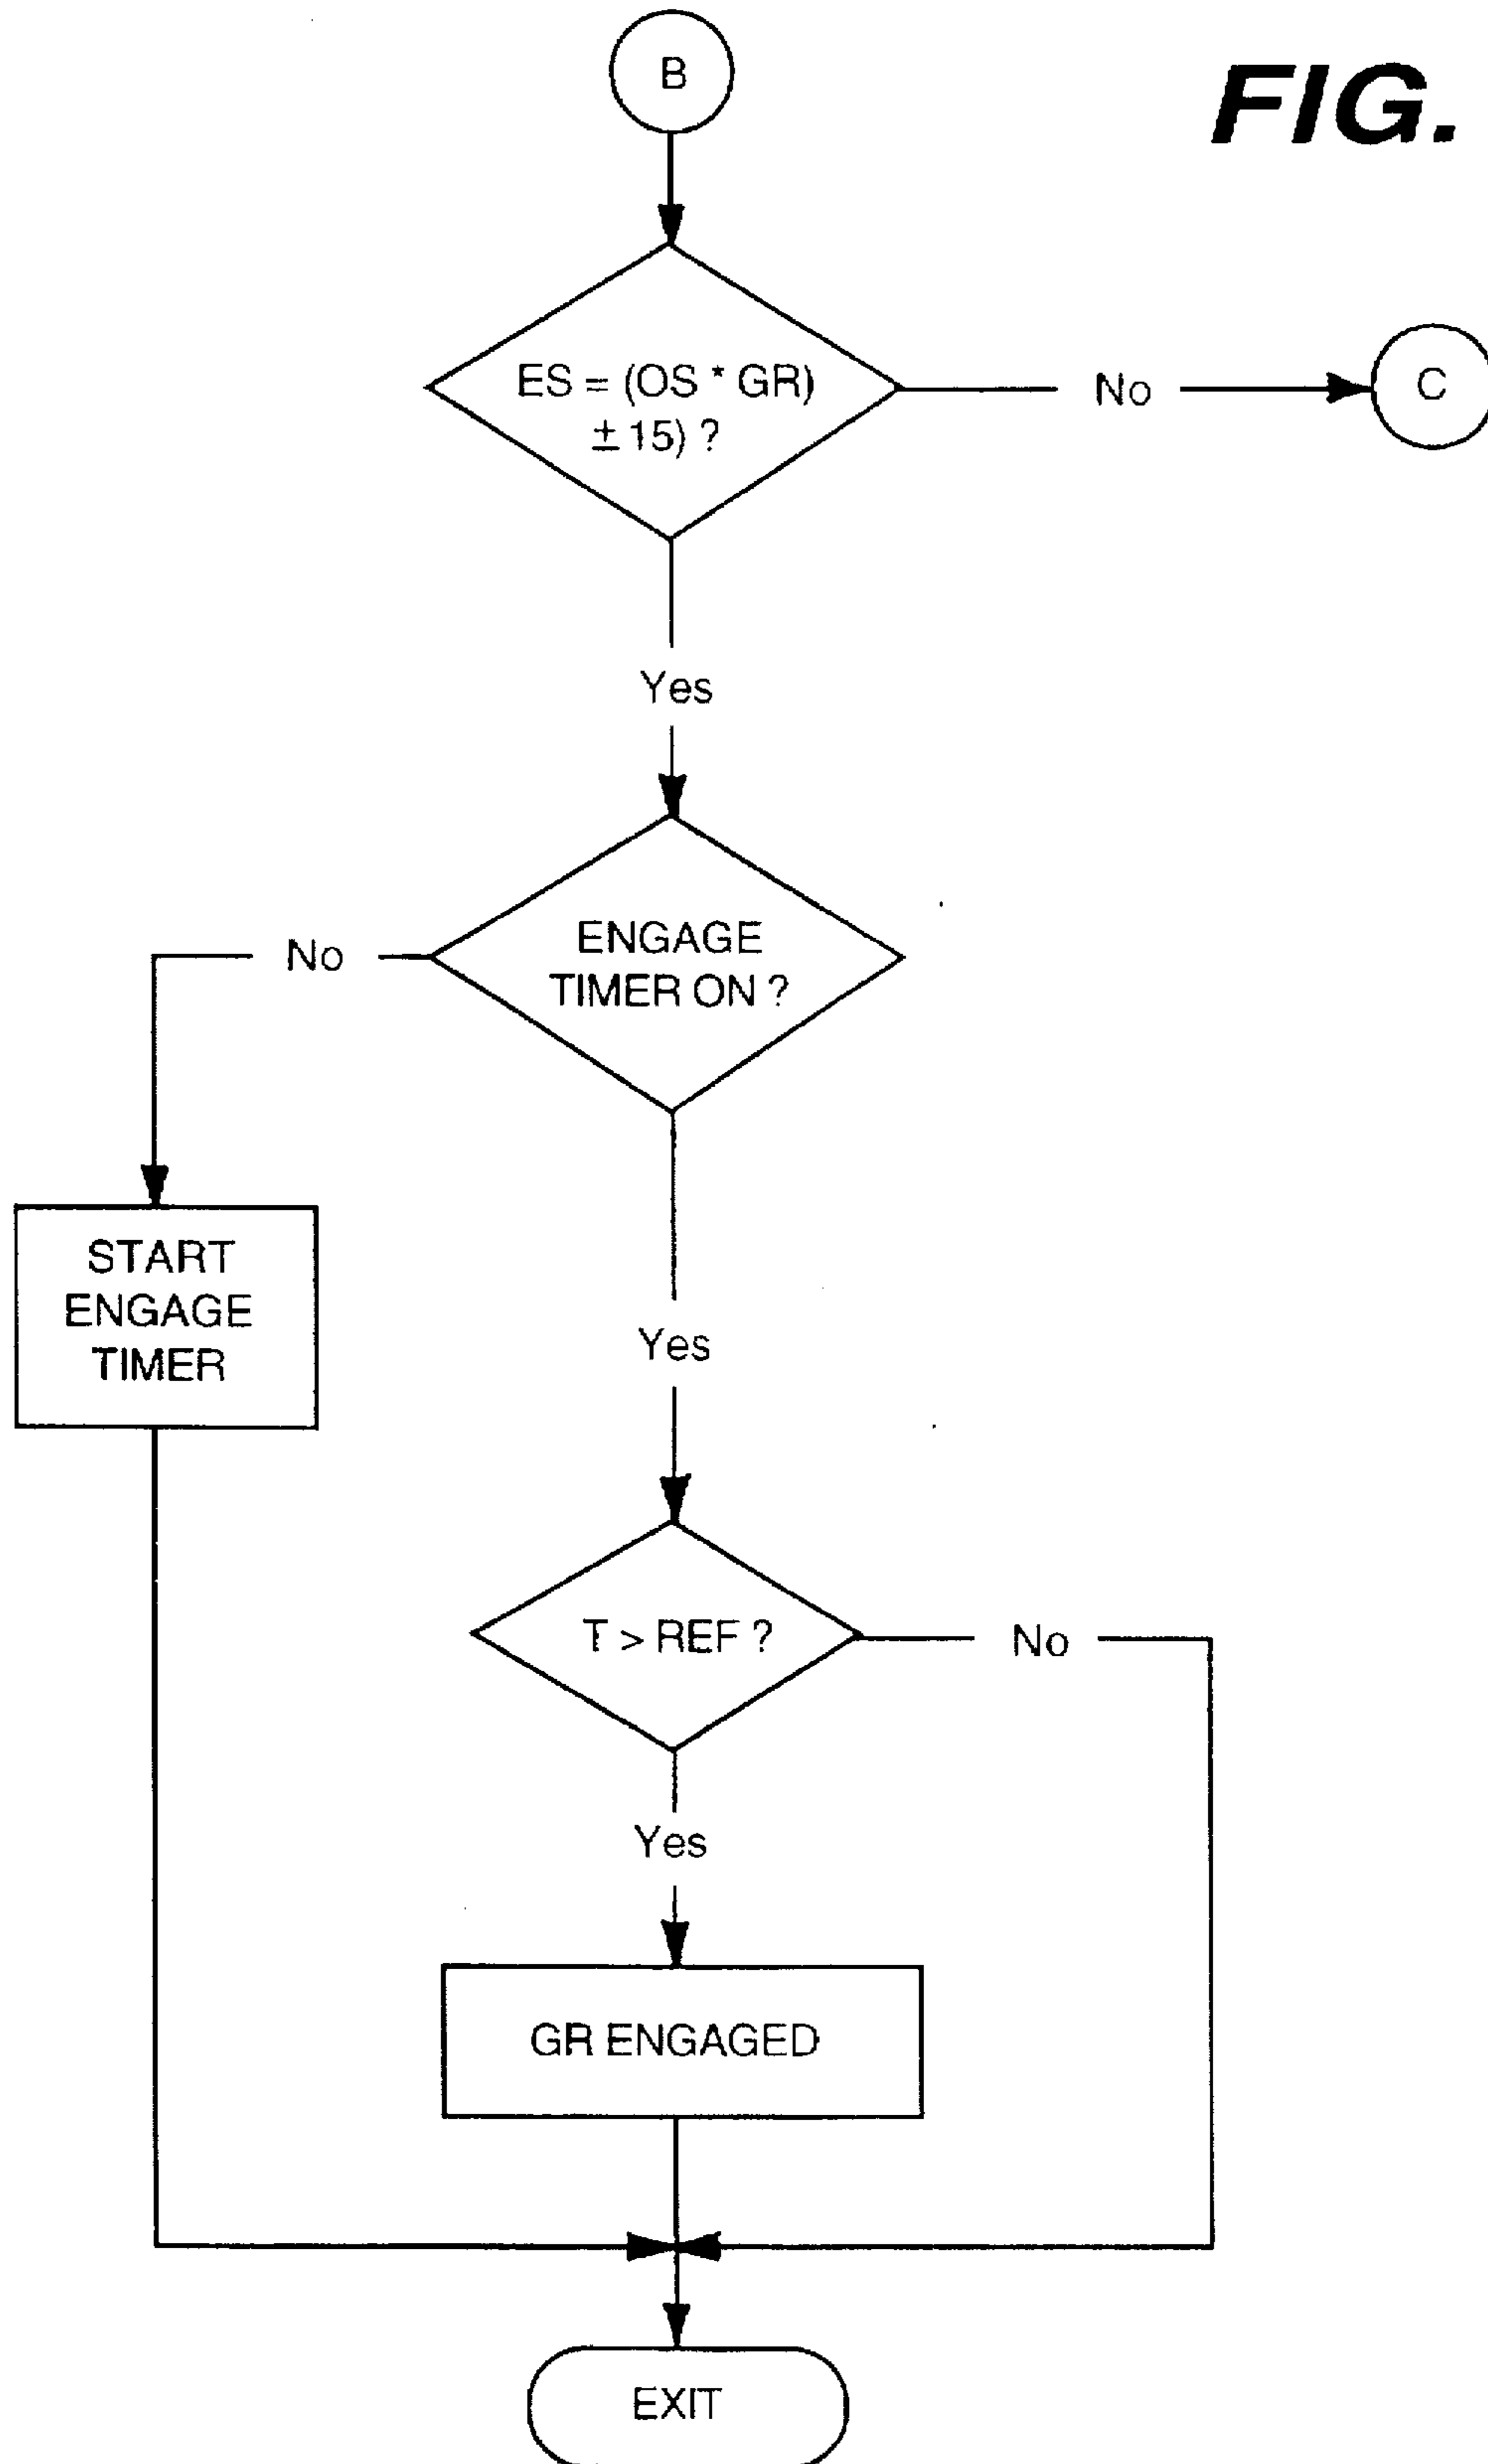 B
FIG.
ES = (OS * GR)
± 15) ?
No
C
Yes
ENGAGE
TIMER ON ?
No
START
ENGAGE
TIMER
Yes
T > REF ?
No
Yes
GR ENGAGED
EXIT